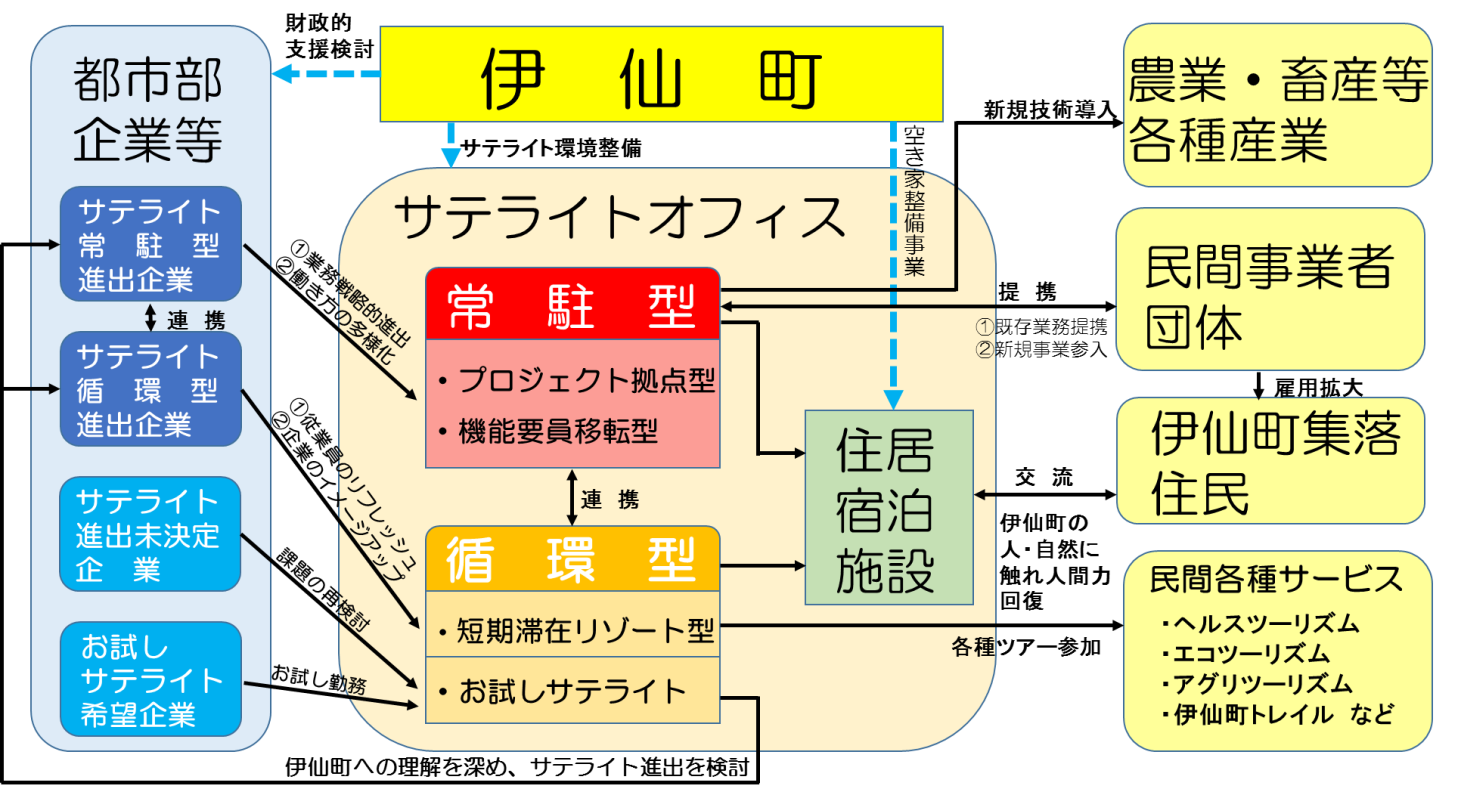 財政的
支援検討
伊 仙 町
都市部
企業等
サテライト環境整備
空き家整備事業
新規技術導入
農業・畜産等
各種産業
サテライト
常 駐 型
進出企業
連 携
サテライト
循 環 型
進出企業
サテライト
進出未決定
企 業
お試し
サテライト
希望企業
①業務戦略的進出
②働き方の多様化
①従業員のリフレッシュ
②企業のイメージアップ
課題の再検討
お試し勤務
サテライトオフィス
常 駐 型
・プロジェクト拠点型
・機能要員移転型
連 携
循 環 型
・短期滞在リゾート型
・お試しサテライト
住居
宿泊
施設
提 携
①既存業務提携
②新規事業参入
民間事業者
団体
雇用拡大
伊仙町集落
住民
交 流
伊仙町の
人・自然に
触れ人間力
回復
各種ツアー参加
民間各種サービス
・ヘルスツーリズム
・エコツーリズム
・アグリツーリズム
・伊仙町トレイル など
伊仙町への理解を深め、サテライト進出を検討